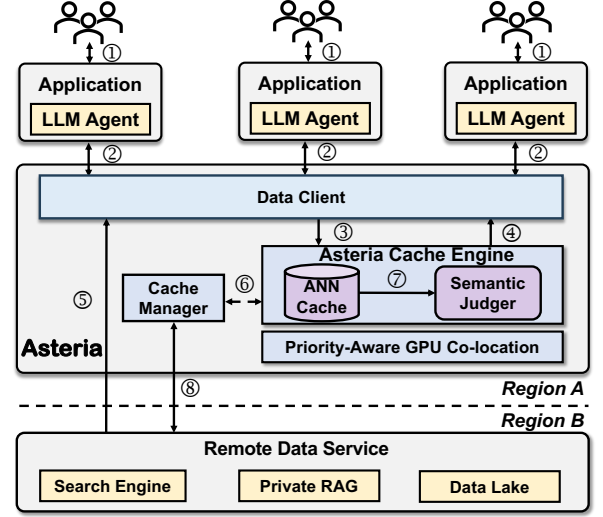 ① ① ①
Application Application Application
LLM Agent LLM Agent LLM Agent
② ② ②
Data Client
③ ④
Asteria Cache Engine
Cache
Manager
⑥
ANN
Cache
⑦
Semantic
Judger
⑤
Asteria
Priority-Aware GPU Co-location
⑧
Region A
Region B
Remote Data Service
Search Engine Private RAG Data Lake